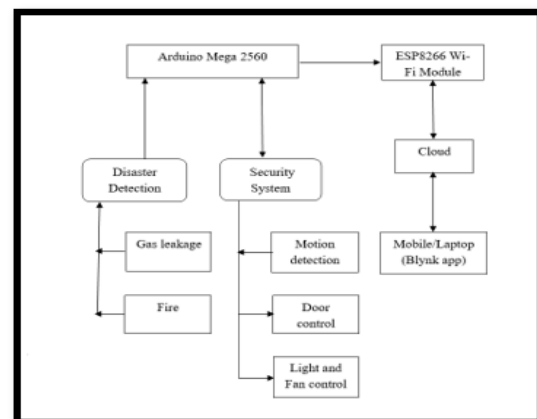 Arduino Mega 2560
ESP8266 Wi-
Fi Module
Disaster
Detection
Security
System
Cloud
Gas leakage
Motion
detection
Mobile/Laptop
(Blynk app)
Fire
Door
control
Light and
Fan control